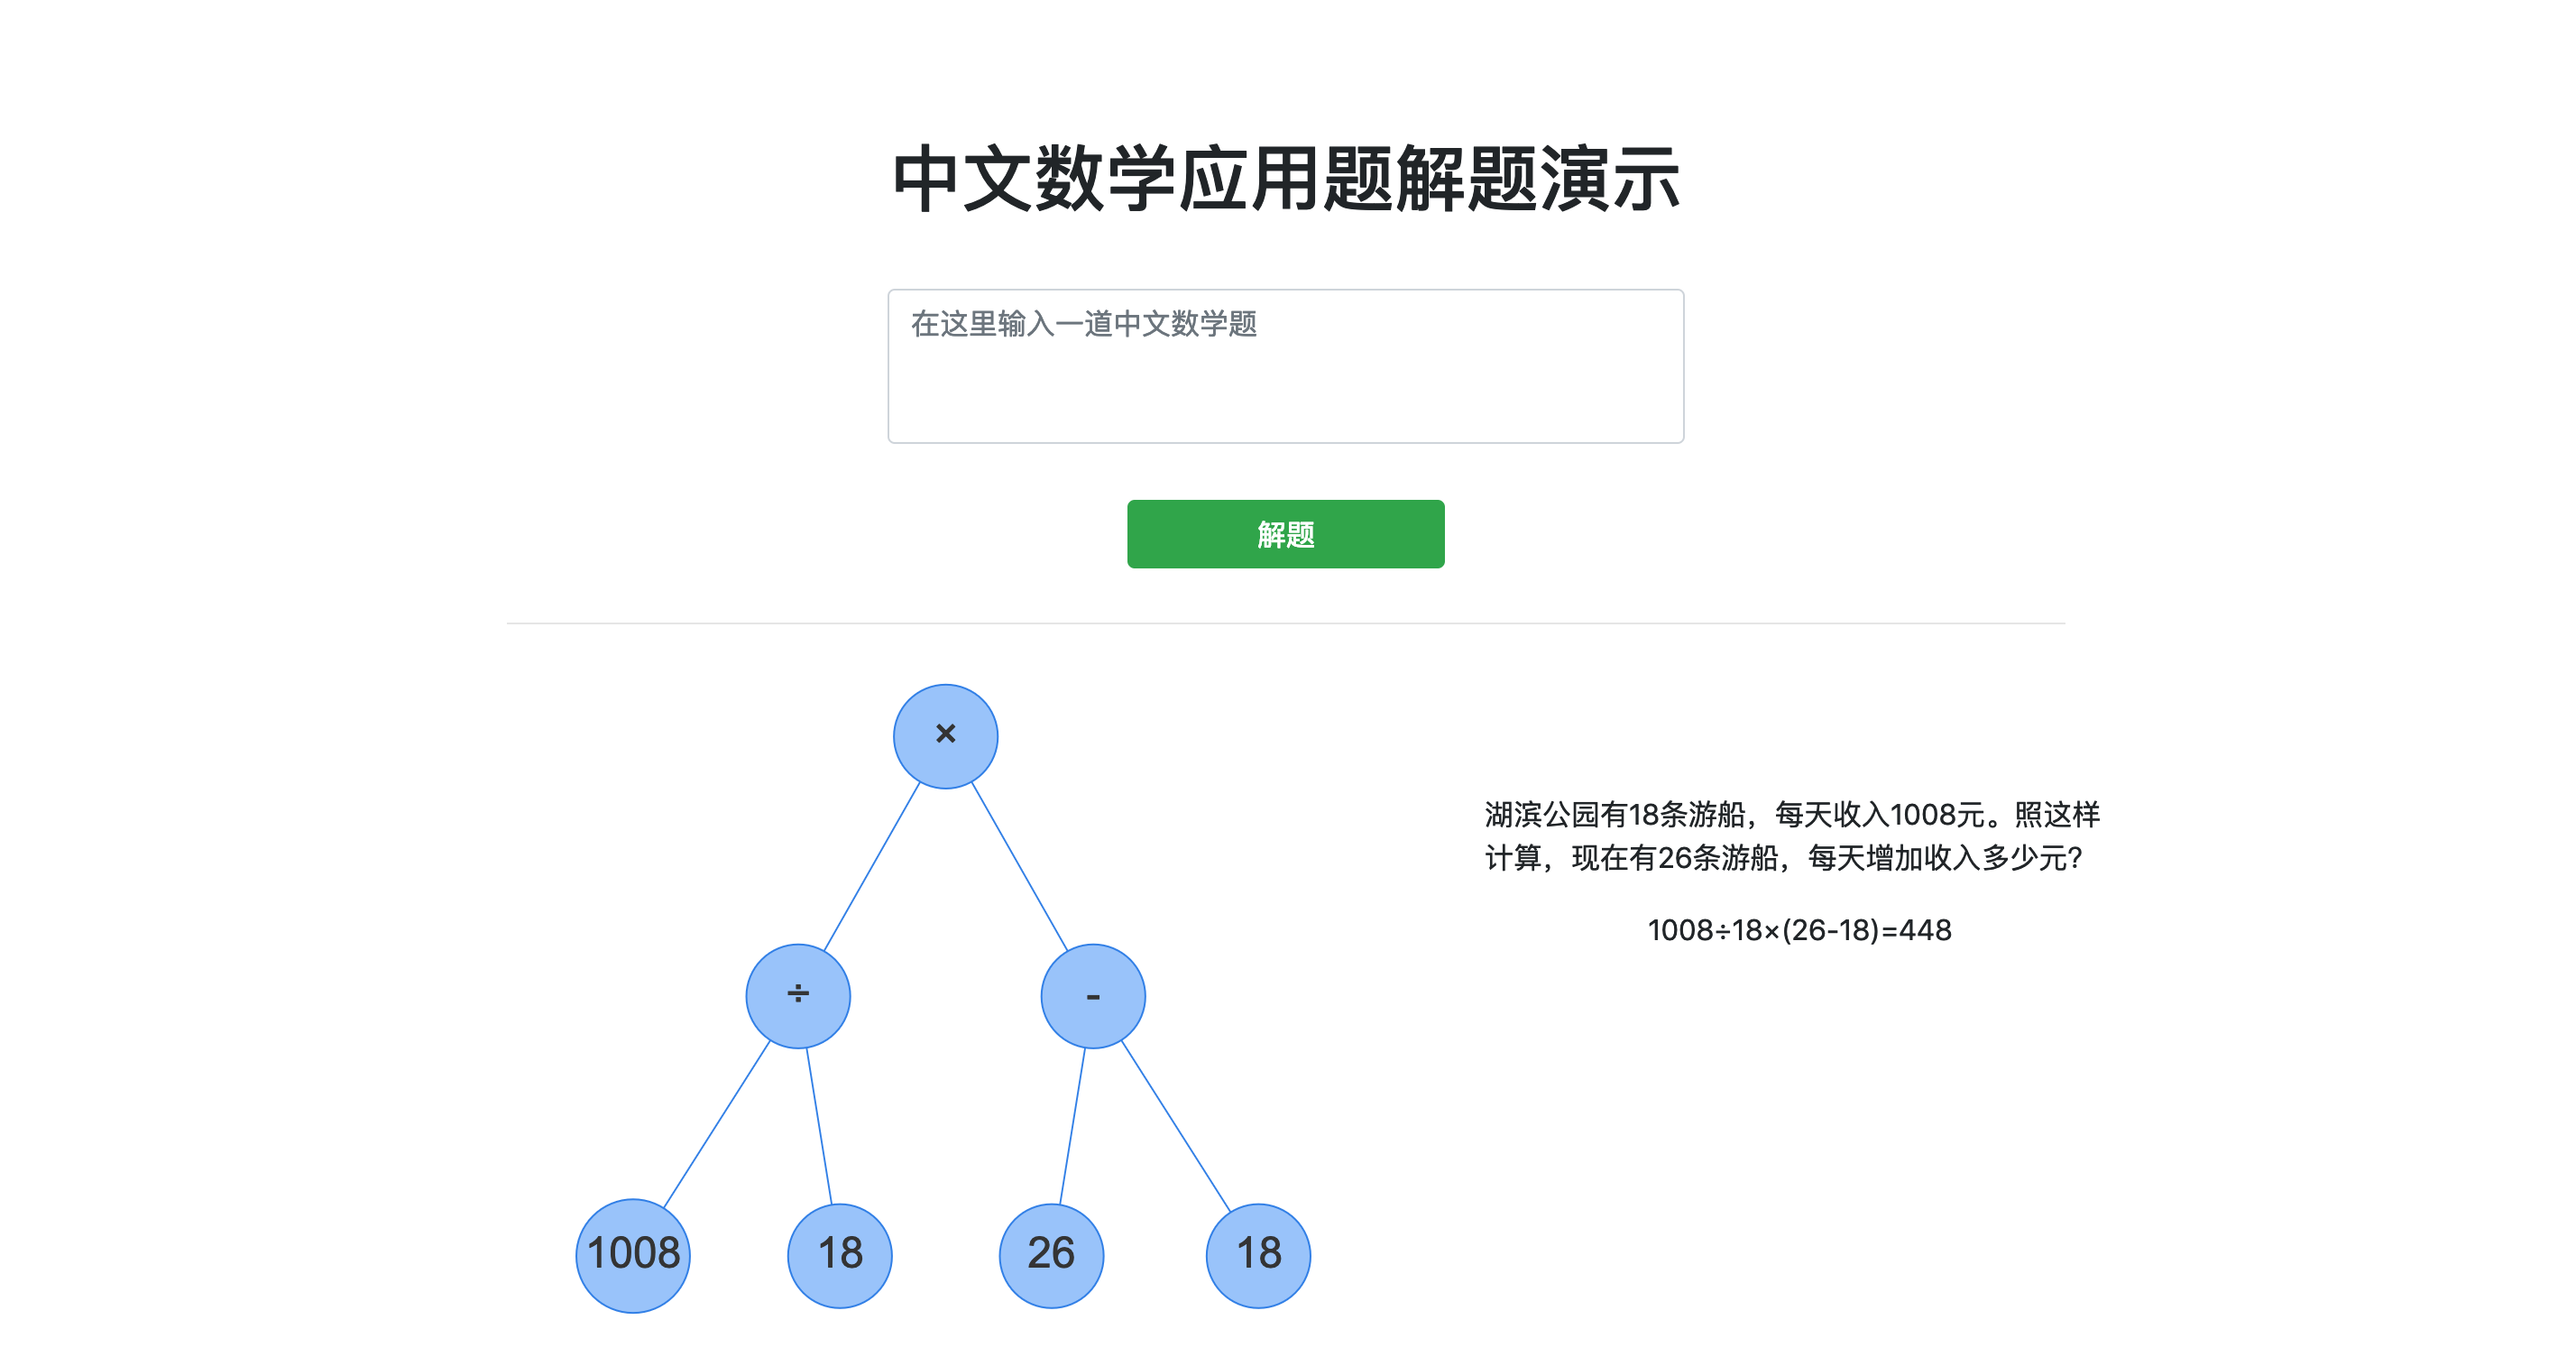 中文数学应用题解题演示
在这里输入一道中文数学题
解题
×
÷
-
1008
18
26
18
湖滨公园有18条游船，每天收入1008元。照这样
计算，现在有26条游船，每天增加收入多少元？
1008÷18×(26-18)=448